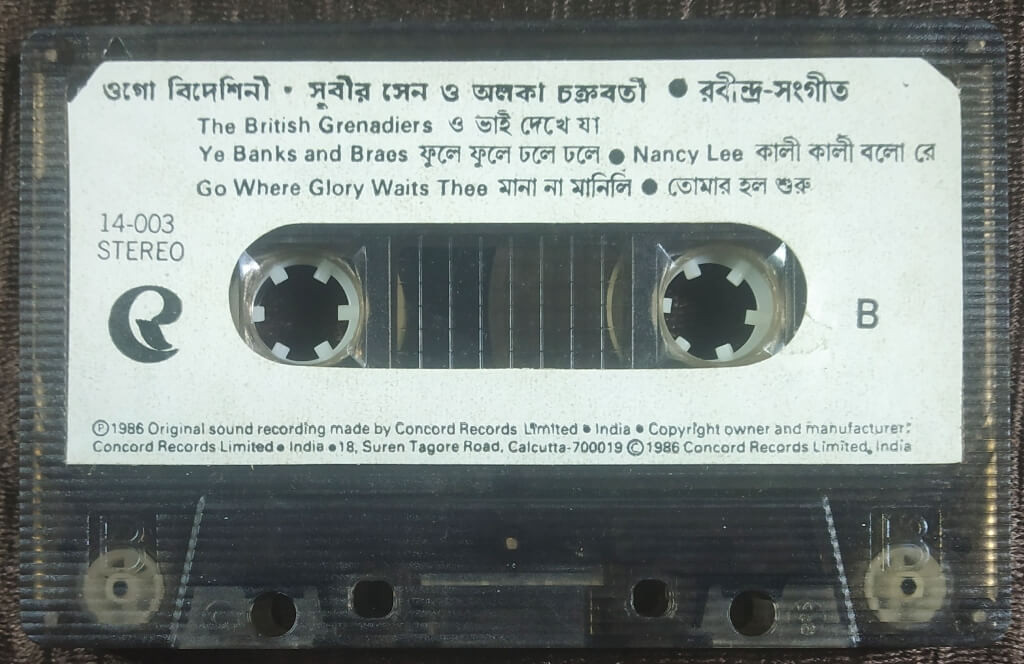 ওগো বিদেশিনী • সুবীর সেন ও অলকা চক্রবর্তী ● রবীন্দ্র-সংগীত
The British Grenadiers ও ভাই দেখে যা
Ye Banks and Braes ফুলে ফুলে ঢলে ঢলে ● Nancy Lee কালী কালী বলো রে
Go Where Glory Waits Thee মানা না মানিলি ● তোমার হল শুরু
14-003
STEREO
B
Ⓟ1986 Original sound recording made by Concord Records Limited ● India ● Copyright owner and manufacturer:
Concord Records Limited ● India ● 18, Suren Tagore Road, Calcutta-700019 ©1986 Concord Records Limited, India